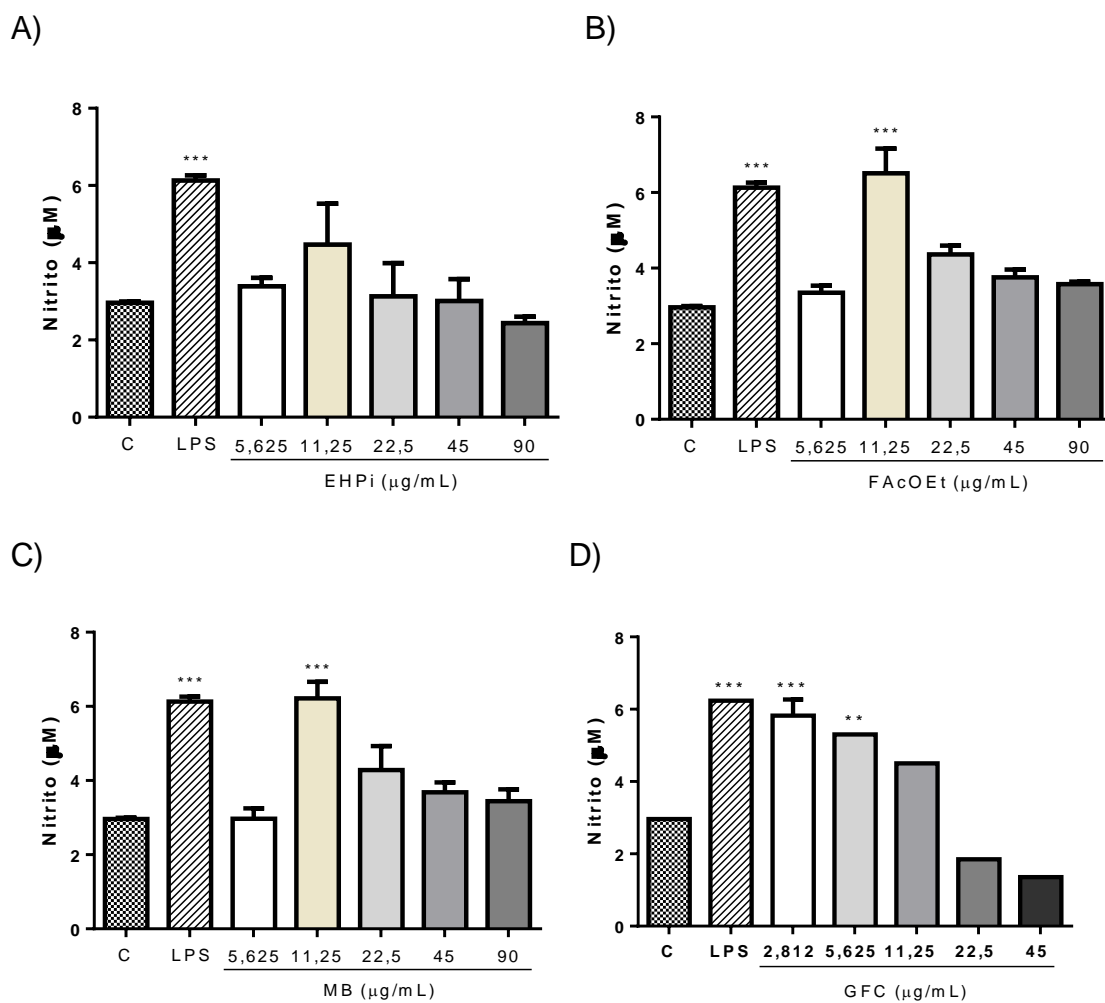 A)
B)
Nitrito (μM)
8
6
4
2
0
***
C LPS 5,625 11,25 22,5 45 90
EHPi (μg/mL)
Nitrito (μM)
8
6
4
2
0
***
***
C LPS 5,625 11,25 22,5 45 90
FAcOEt (μg/mL)
C)
D)
Nitrito (μM)
8
6
4
2
0
***
***
C LPS 5,625 11,25 22,5 45 90
MB (μg/mL)
Nitrito (μM)
8
6
4
2
0
***
***
**
C LPS 2,812 5,625 11,25 22,5 45
GFC (μg/mL)